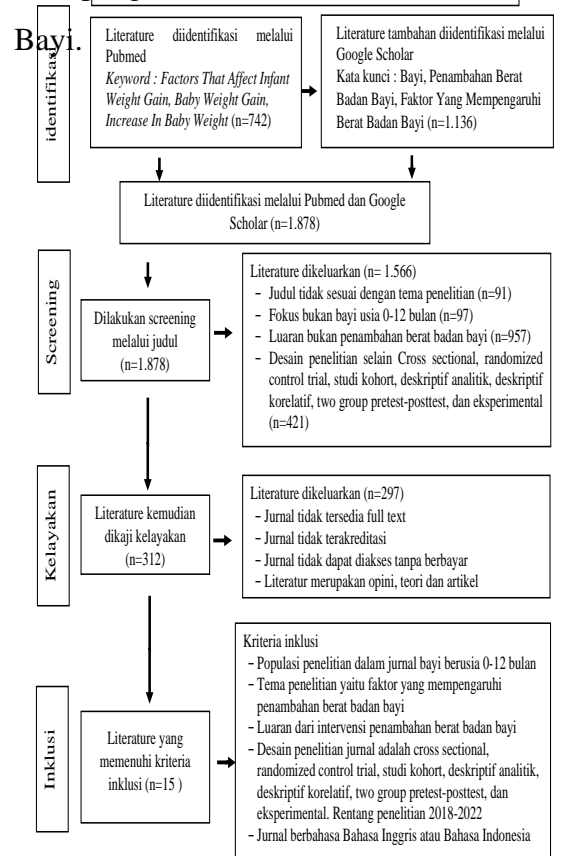 Bayi.
identifikasi
Literature diidentifikasi melalui
Pubmed
Keyword : Factors That Affect Infant
Weight Gain, Baby Weight Gain,
Increase In Baby Weight (n=742)
Literature tambahan diidentifikasi melalui
Google Scholar
Kata kunci : Bayi, Penambahan Berat
Badan Bayi, Faktor Yang Mempengaruhi
Berat Badan Bayi (n=1.136)
Literature diidentifikasi melalui Pubmed dan Google
Scholar (n=1.878)
Screening
Dilakukan screening
melalui judul
(n=1.878)
Literature dikeluarkan (n= 1.566)
- Judul tidak sesuai dengan tema penelitian (n=91)
- Fokus bukan bayi usia 0-12 bulan (n=97)
- Luaran bukan penambahan berat badan bayi (n=957)
- Desain penelitian selain Cross sectional, randomized
control trial, studi kohort, deskriptif analitik, deskriptif
korelatif, two group pretest-posttest, dan eksperimental
(n=421)
Kelayakan
Literature kemudian
dikaji kelayakan
(n=312)
Literature dikeluarkan (n=297)
- Jurnal tidak tersedia full text
- Jurnal tidak terakreditasi
- Jurnal tidak dapat diakses tanpa berbayar
- Literatur merupakan opini, teori dan artikel
Inklusi
Literature yang
memenuhi kriteria
inklusi (n=15 )
Kriteria inklusi
- Populasi penelitian dalam jurnal bayi berusia 0-12 bulan
- Tema penelitian yaitu faktor yang mempengaruhi
penambahan berat badan bayi
- Luaran dari intervensi penambahan berat badan bayi
- Desain penelitian jurnal adalah cross sectional,
randomized control trial, studi kohort, deskriptif analitik,
deskriptif korelatif, two group pretest-posttest, dan
eksperimental. Rentang penelitian 2018-2022
- Jurnal berbahasa Bahasa Inggris atau Bahasa Indonesia